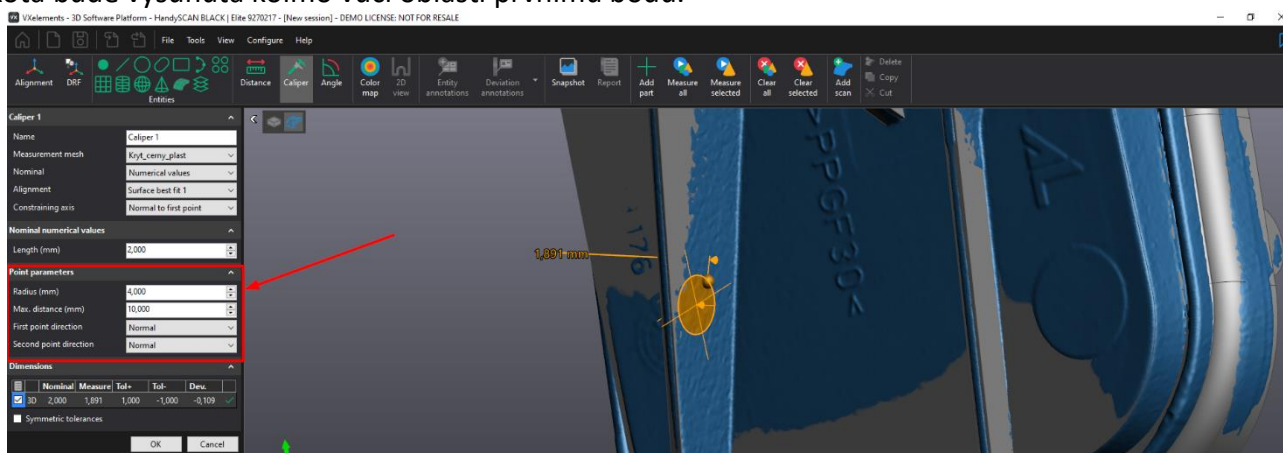 kóta bude vysunuta kolmo vůči oblasti prvnímu bodu.
VXelements - 3D Software Platform - HandySCAN BLACK | Elite 9270217 - [New session] - DEMO LICENSE: NOT FOR RESALE
File Tools View Configure Help
Alignment DRF Entities Distance Caliper Angle Color map 2D view Entity annotations Deviation annotations Snapshot Report Add part Measure all Measure selected Clear all Clear selected Add scan Delete Copy Cut
Caliper 1
Name Caliper 1
Measurement mesh Kryt_cerny_plast
Nominal Numerical values
Alignment Surface best fit 1
Constraining axis Normal to first point
Nominal numerical values
Length (mm) 2,000
Point parameters
Radius (mm) 4,000
Max. distance (mm) 10,000
First point direction Normal
Second point direction Normal
Dimensions
Nominal Measure Tol+ Tol- Dev.
3D 2,000 1,891 1,000 -1,000 -0,109
Symmetric tolerances
OK Cancel
1,891 mm
1176
>PPGF30<